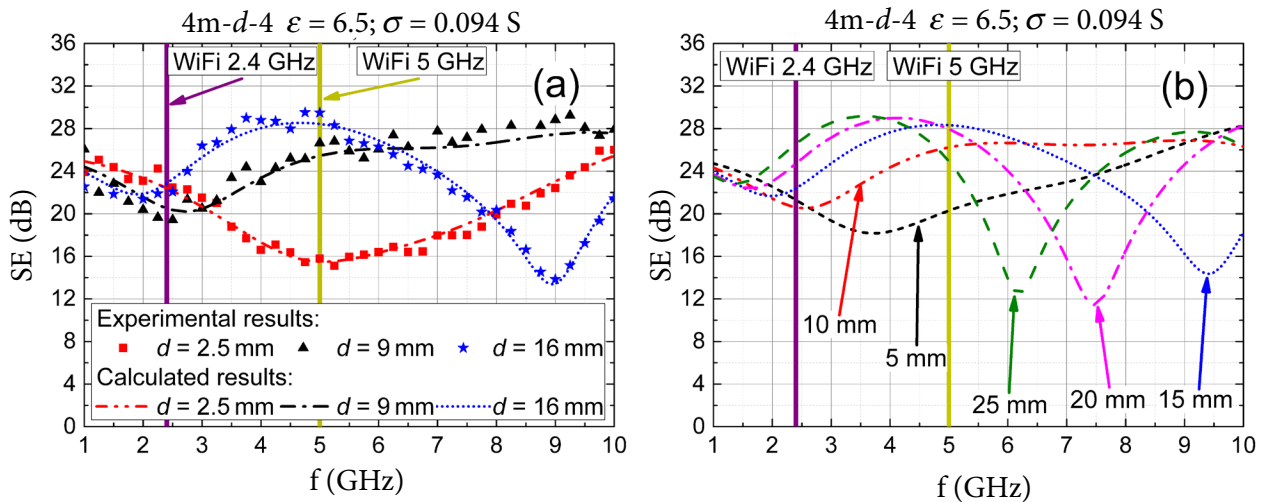 4m-d-4 ε = 6.5; σ = 0.094 S
36
32
28
24
20
16
12
8
4
0
SE (dB)
WiFi 2.4 GHz
WiFi 5 GHz
(a)
Experimental results:
d = 2.5 mm d = 9 mm d = 16 mm
Calculated results:
d = 2.5 mm d = 9 mm d = 16 mm
1 2 3 4 5 6 7 8 9 10
f (GHz)
4m-d-4 ε = 6.5; σ = 0.094 S
36
32
28
24
20
16
12
8
4
0
SE (dB)
WiFi 2.4 GHz
WiFi 5 GHz
(b)
10 mm
5 mm
25 mm
20 mm
15 mm
1 2 3 4 5 6 7 8 9 10
f (GHz)